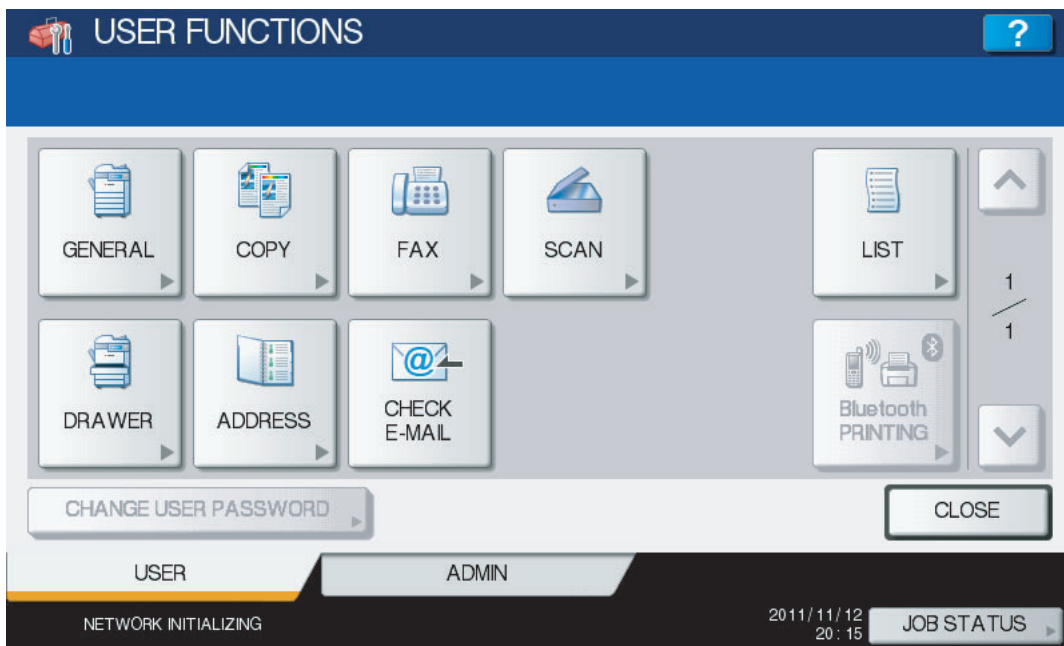 USER FUNCTIONS
?
GENERAL
COPY
FAX
SCAN
LIST
1
1
DRAWER
ADDRESS
@
CHECK
E-MAIL
Bluetooth
PRINTING
CHANGE USER PASSWORD
CLOSE
USER
ADMIN
NETWORK INITIALIZING
2011/11/12
20:15
JOB STATUS